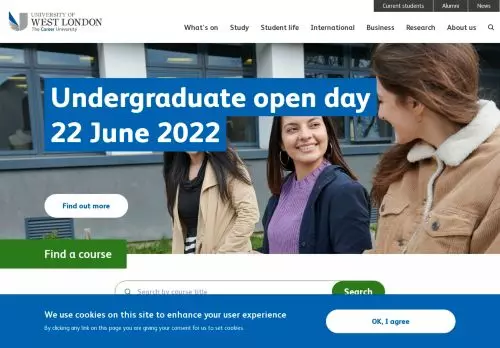 Current students Alumni News
UNIVERSITY OF
WEST LONDON
The Career University
What's on Study Student life International Business Research About us
Undergraduate open day
22 June 2022
Find out more
Find a course
Search by course title
Search
We use cookies on this site to enhance your user experience
By clicking any link on this page you are giving your consent for us to set cookies.
OK, I agree